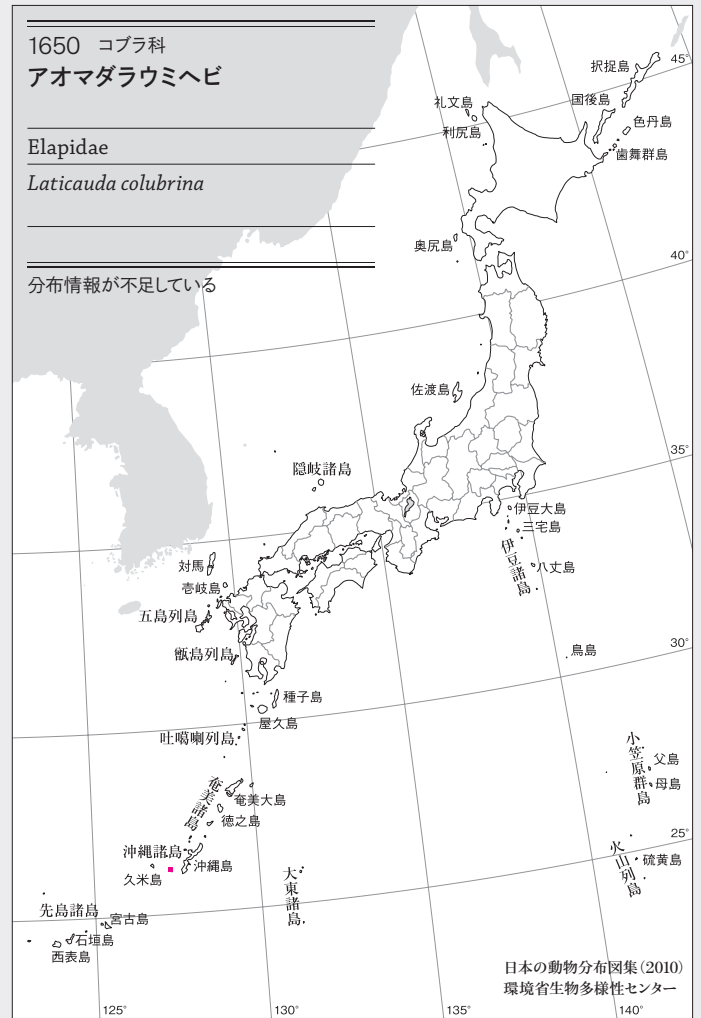 1650 コブラ科
アオマダラウミヘビ
Elapidae
Laticauda colubrina
分布情報が不足している
択捉島
45°
礼文島
国後島
利尻島
色丹島
歯舞群島
奥尻島
40°
佐渡島
35°
隠岐諸島
伊豆大島
三宅島
伊豆諸島
八丈島
対馬
壱岐島
五島列島
甑島列島
鳥島
30°
種子島
屋久島
吐噶喇列島
小笠原群島
父島
母島
奄美諸島
奄美大島
徳之島
25°
沖縄諸島
沖縄島
久米島
火山列島
硫黄島
大東諸島
先島諸島
宮古島
石垣島
西表島
日本の動物分布図集(2010)
環境省生物多様性センター
125°
130°
135°
140°